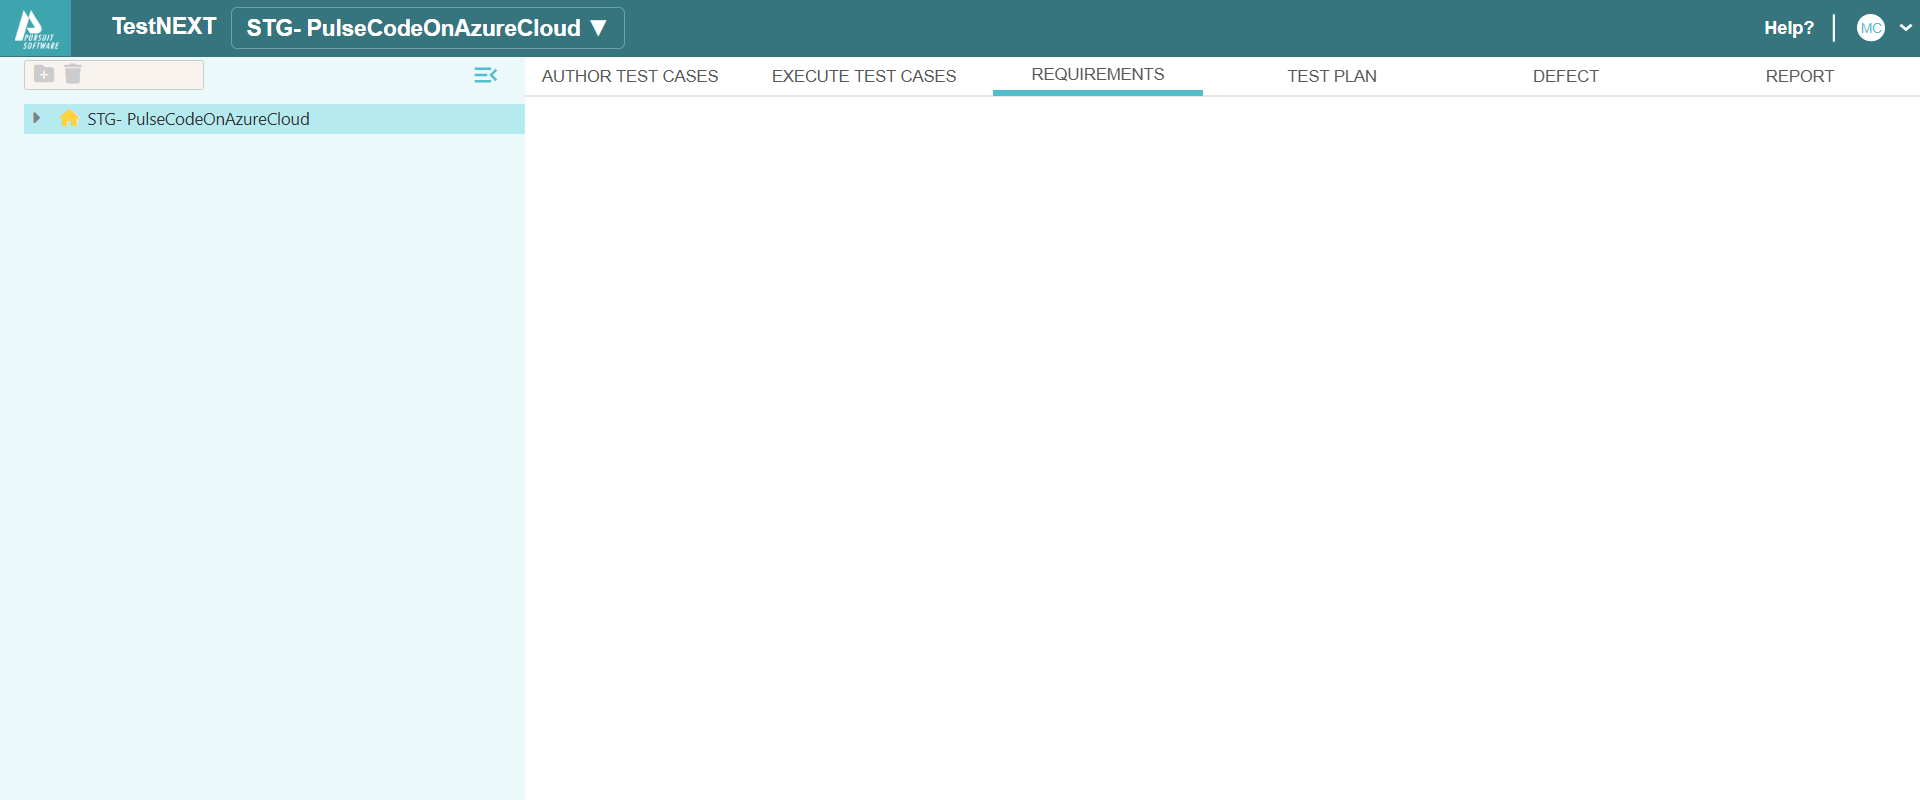 PURSUIT
SOFTWARE
TestNEXT
STG- PulseCodeOnAzureCloud ▼
Help?
MC
AUTHOR TEST CASES
EXECUTE TEST CASES
REQUIREMENTS
TEST PLAN
DEFECT
REPORT
STG- PulseCodeOnAzureCloud